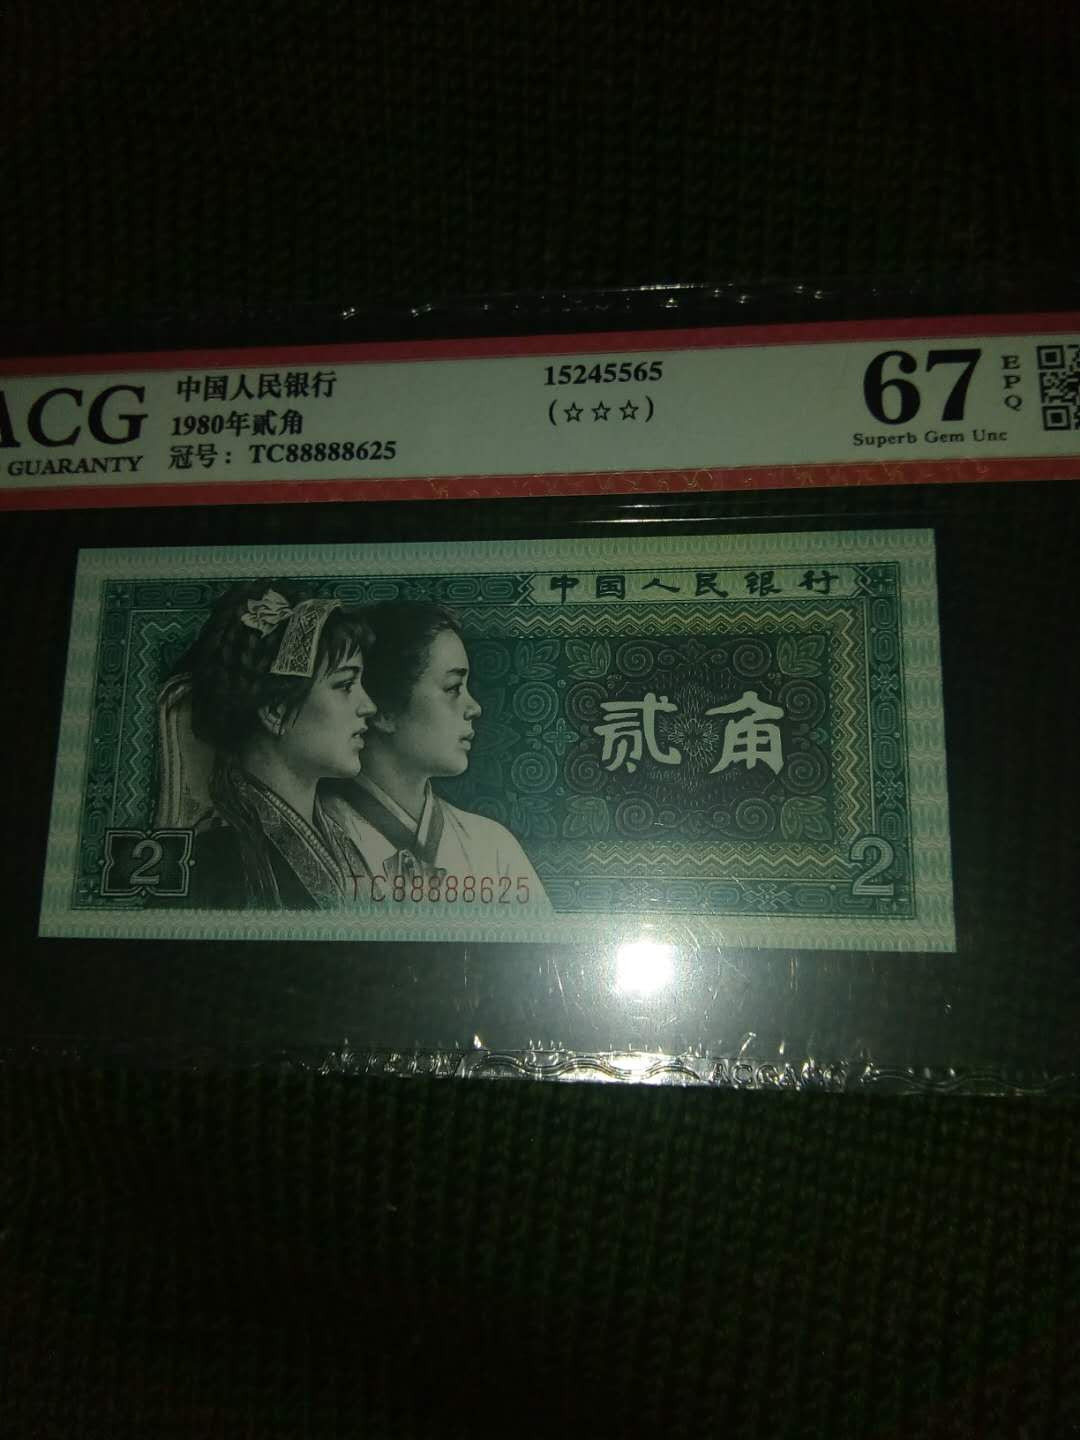 ACG
GUARANTY
中国人民银行
1980年贰角
冠号：TC88888625
15245565
(☆☆☆)
67
EPQ
Superb Gem Unc
中国人民银行
贰角
2
2
TC88888625
ACGACG